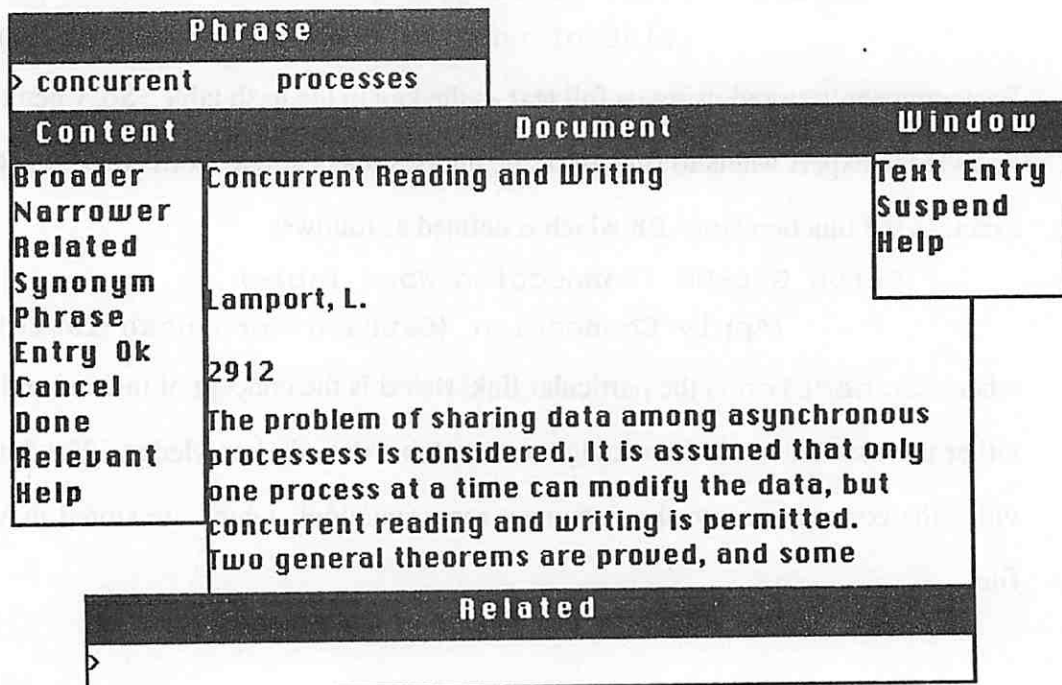 Phrase
> concurrent processes
Content
Broader
Narrower
Related
Synonym
Phrase
Entry Ok
Cancel
Done
Relevant
Help
Document
Concurrent Reading and Writing
Lamport, L.
2912
The problem of sharing data among asynchronous
processess is considered. It is assumed that only
one process at a time can modify the data, but
concurrent reading and writing is permitted.
Two general theorems are proved, and some
Window
Text Entry
Suspend
Help
Related
>